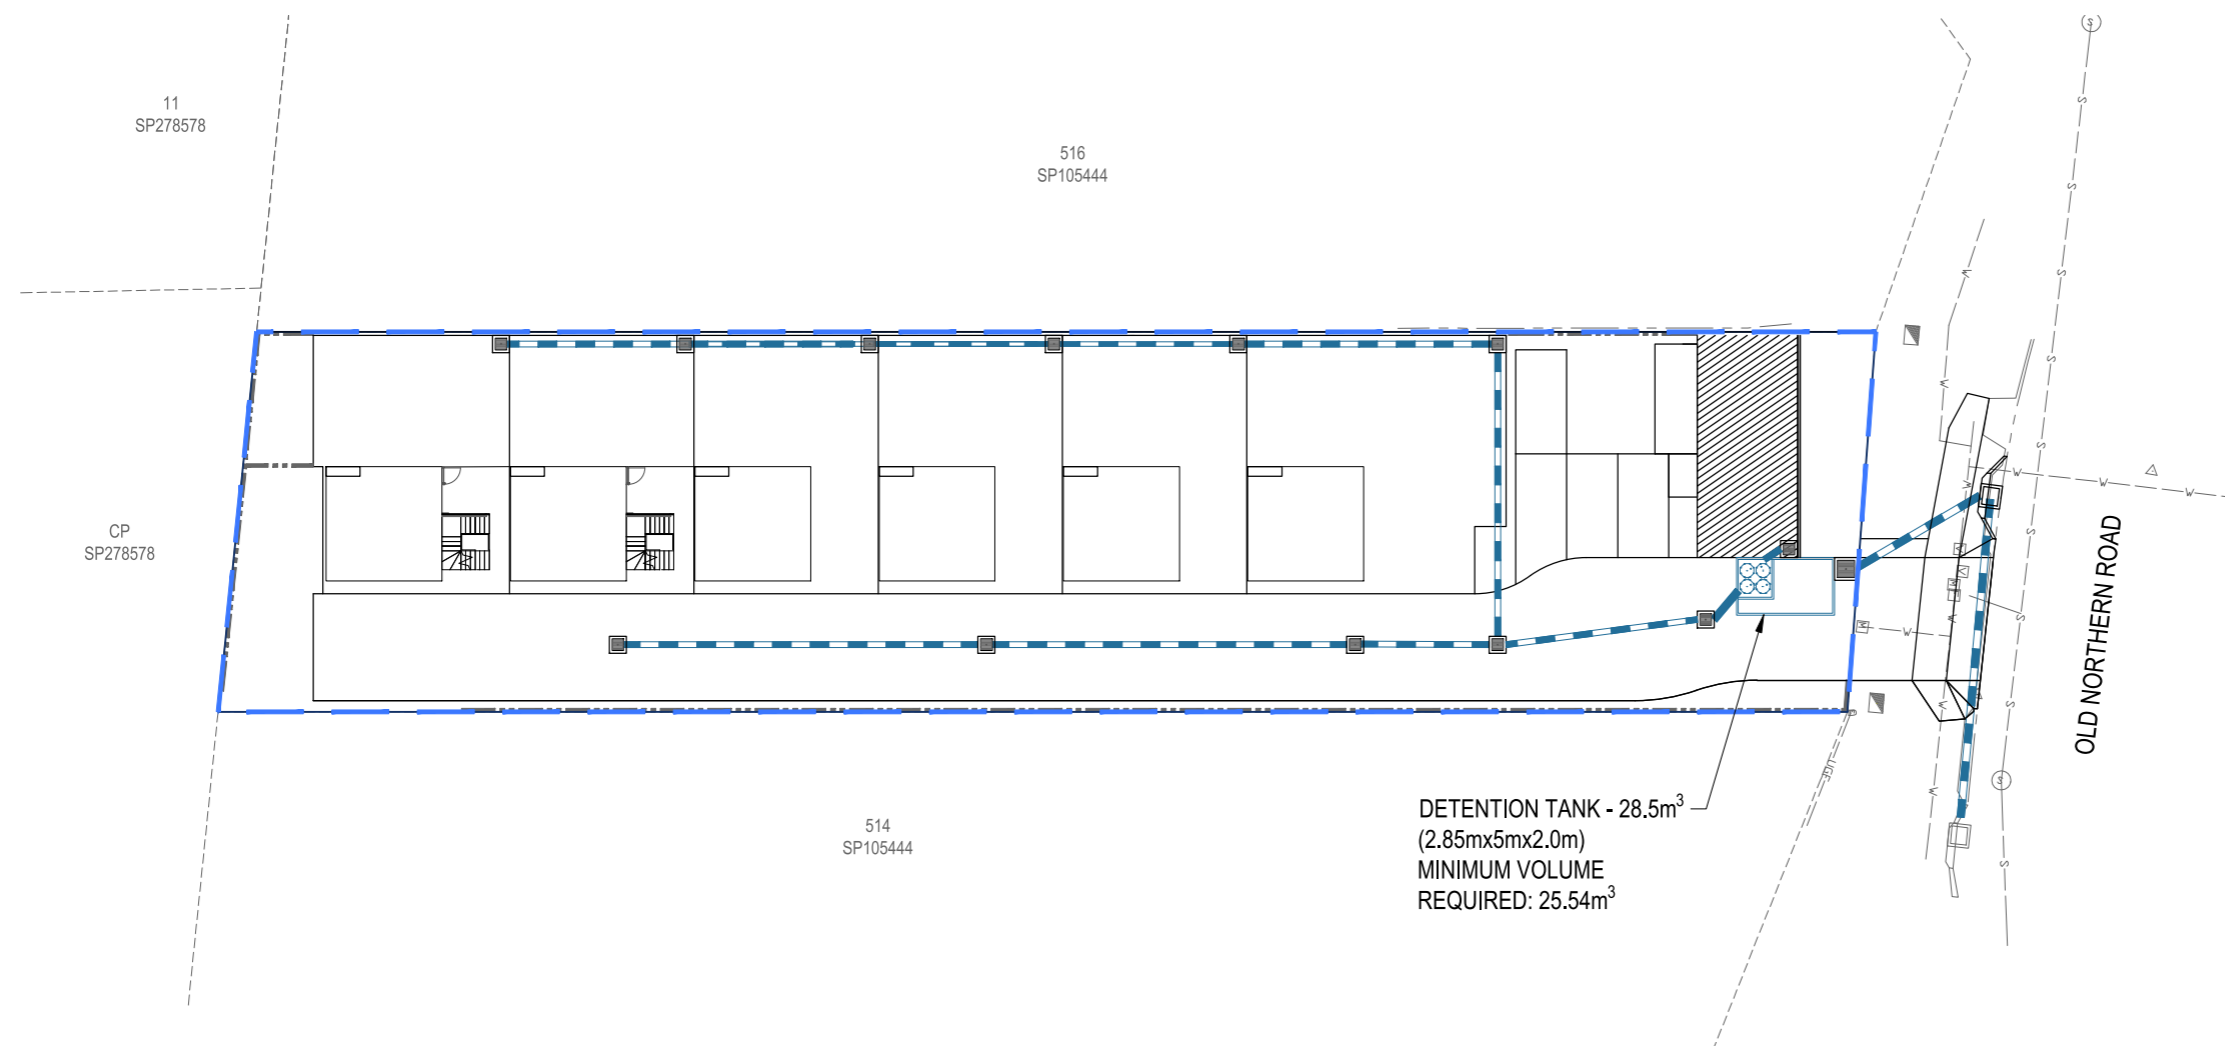 11
SP278578
516
SP105444
CP
SP278578
OLD NORTHERN ROAD
514
SP105444
DETENTION TANK - 28.5m³
(2.85mx5mx2.0m)
MINIMUM VOLUME
REQUIRED: 25.54m³
UGF